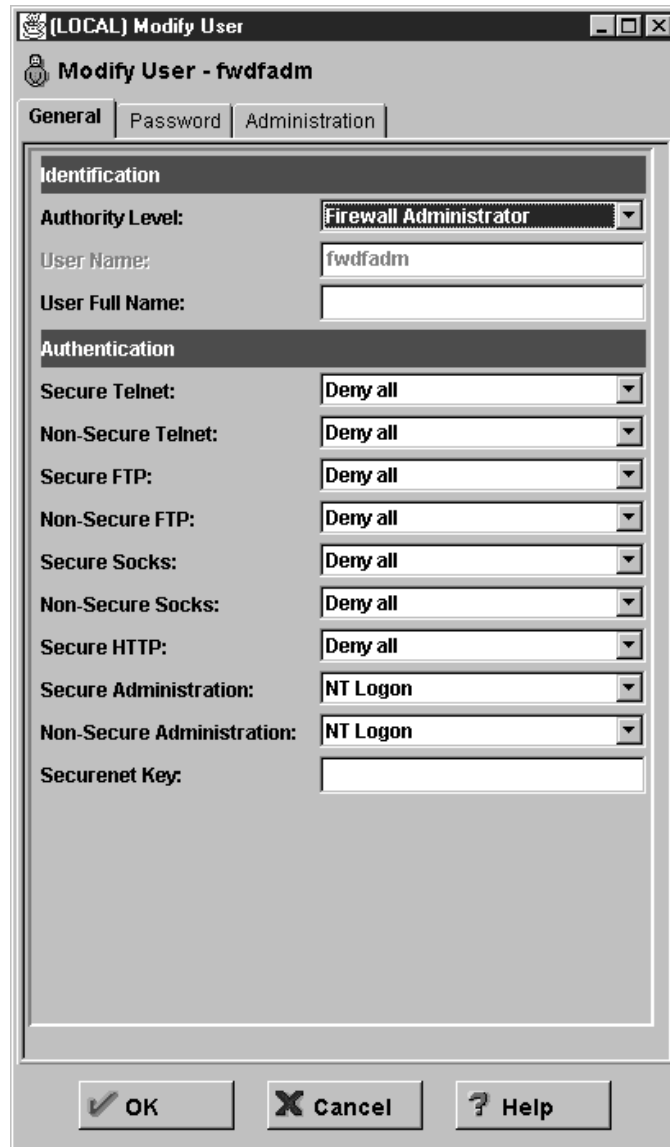 (LOCAL) Modify User
Modify User - fwdfadm
General Password Administration
Identification
Authority Level: Firewall Administrator
User Name: fwdfadm
User Full Name:
Authentication
Secure Telnet: Deny all
Non-Secure Telnet: Deny all
Secure FTP: Deny all
Non-Secure FTP: Deny all
Secure Socks: Deny all
Non-Secure Socks: Deny all
Secure HTTP: Deny all
Secure Administration: NT Logon
Non-Secure Administration: NT Logon
Securenet Key:
OK Cancel Help